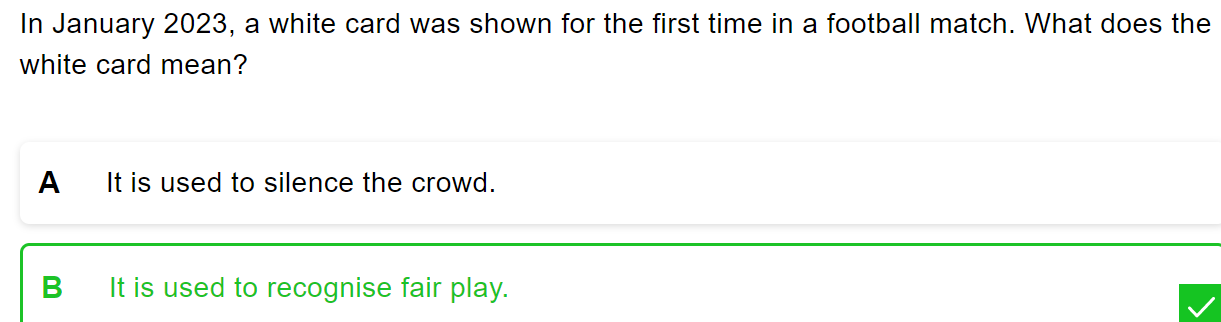 In January 2023, a white card was shown for the first time in a football match. What does the
white card mean?
A It is used to silence the crowd.
B It is used to recognise fair play.